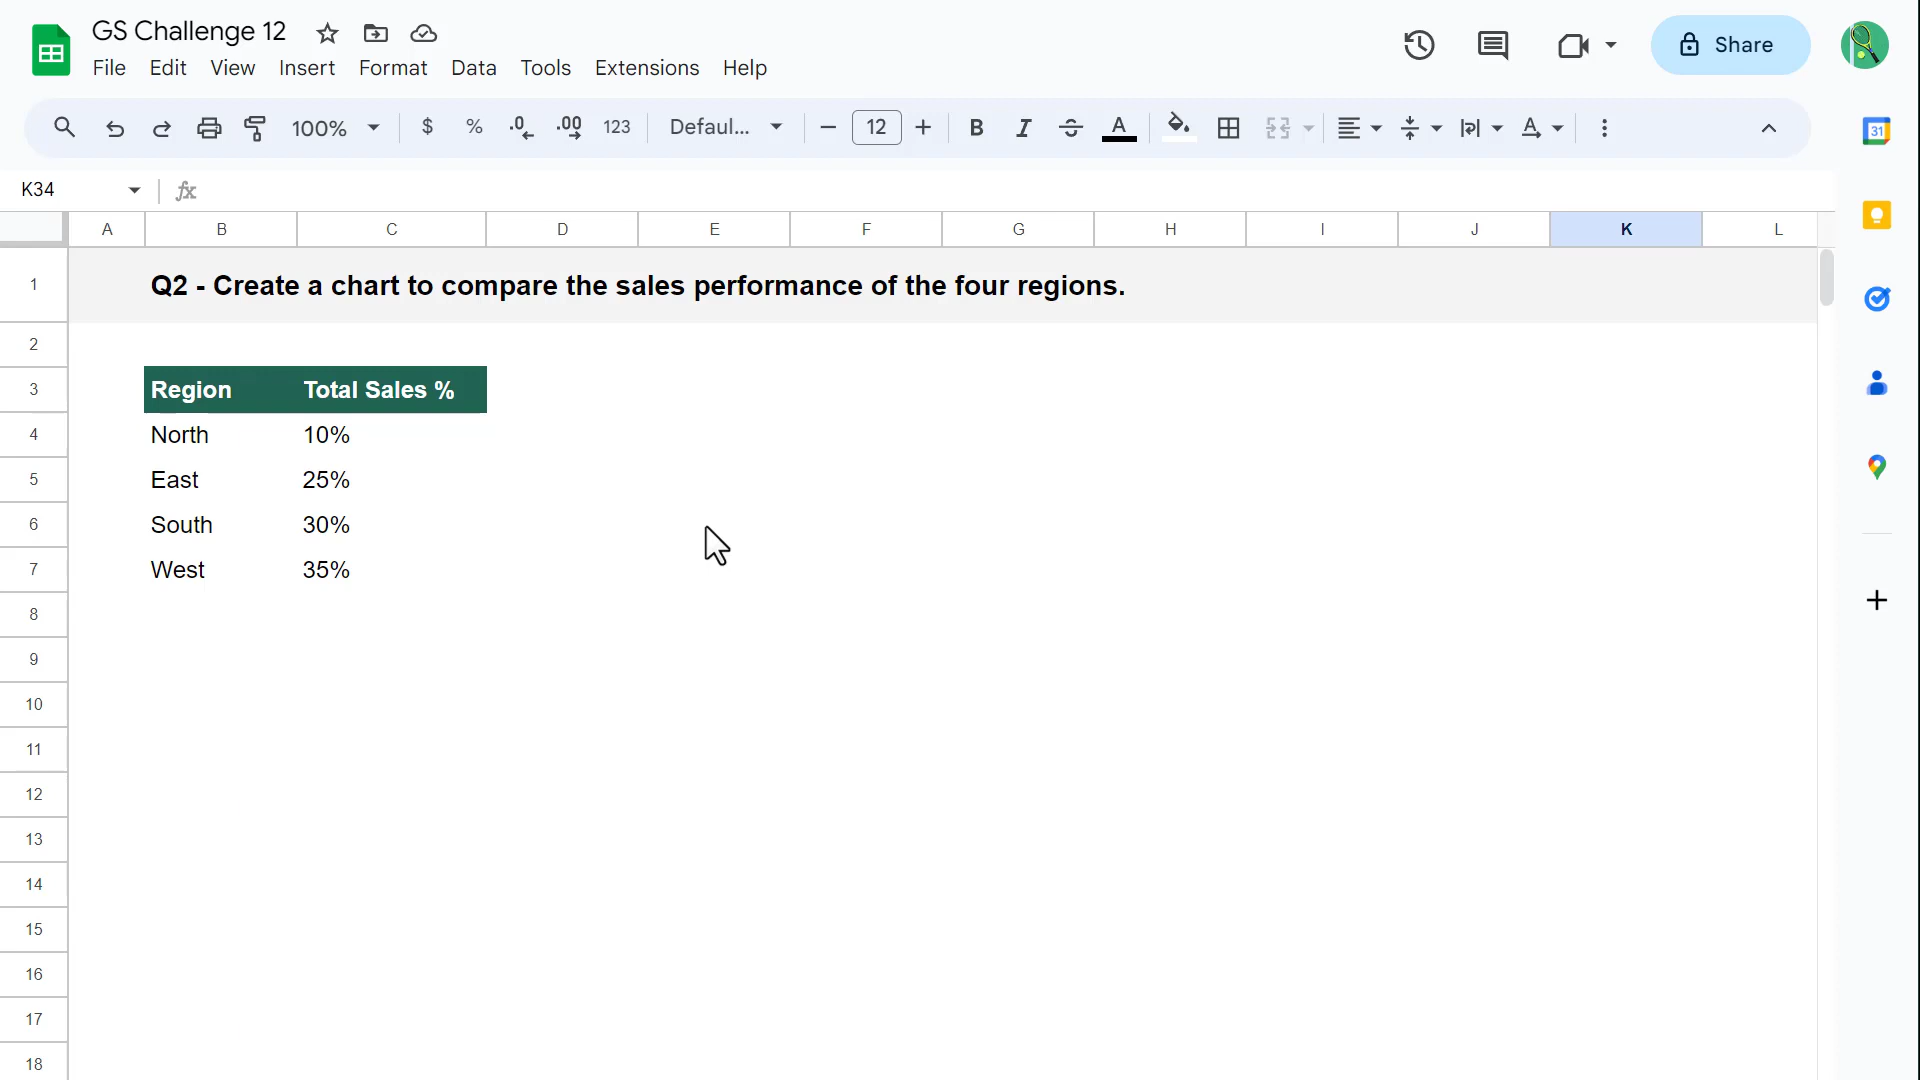 GS Challenge 12
File Edit View Insert Format Data Tools Extensions Help
Share
100% $ % .0 .00 123 Defaul... 12 B I A A
31
K34 fx
A B C D E F G H I J K L
1 Q2 - Create a chart to compare the sales performance of the four regions.
2
3 Region Total Sales %
4 North 10%
5 East 25%
6 South 30%
7 West 35%
8
9
10
11
12
13
14
15
16
17
18